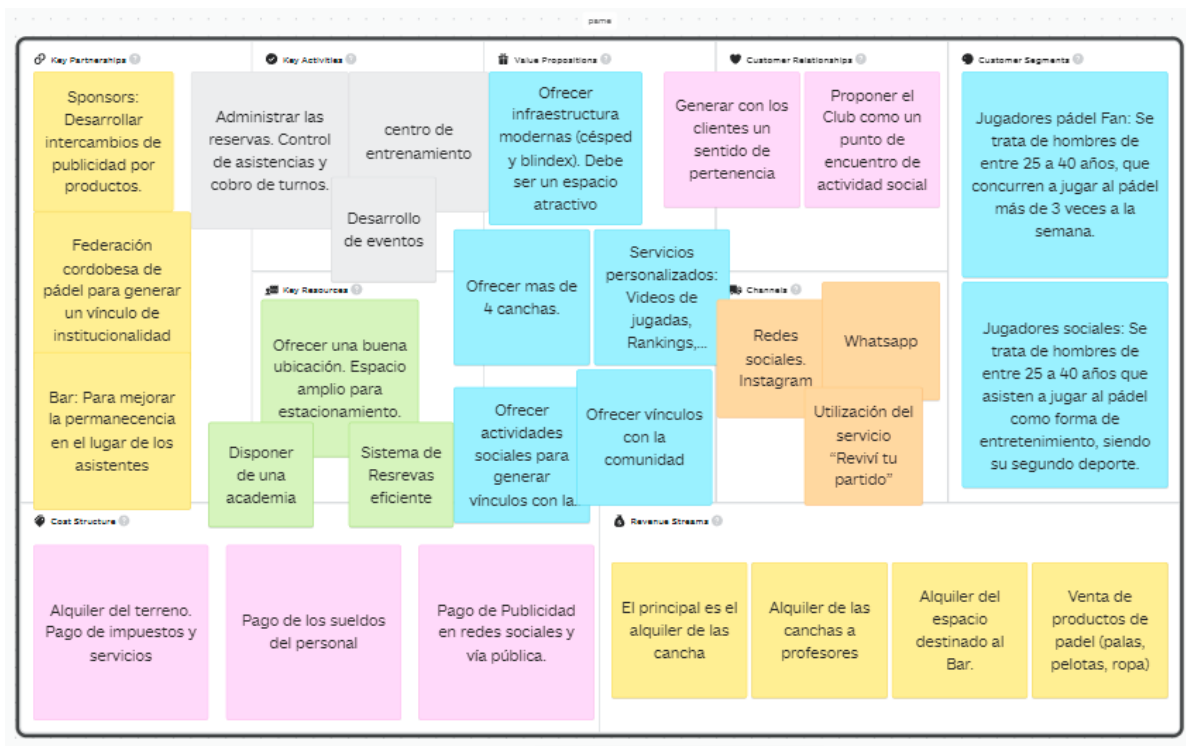 pame
Key Partnerships
Sponsors:
Desarrollar
intercambios de
publicidad por
productos.
Federación
cordobesa de
pádel para generar
un vínculo de
institucionalidad
Bar: Para mejorar
la permanecencia
en el lugar de los
asistentes
Key Activities
Administrar las
reservas. Control
de asistencias y
cobro de turnos.
centro de
entrenamiento
Desarrollo
de eventos
Key Resources
Ofrecer una buena
ubicación. Espacio
amplio para
estacionamiento.
Disponer
de una
academia
Sistema de
Resrevas
eficiente
Value Propositions
Ofrecer
infraestructura
modernas (césped
y blindex). Debe
ser un espacio
atractivo
Ofrecer mas de
4 canchas.
Servicios
personalizados:
Videos de
jugadas,
Rankings,...
Ofrecer
actividades
sociales para
generar
vínculos con la...
Ofrecer vínculos
con la
comunidad
Customer Relationships
Generar con los
clientes un
sentido de
pertenencia
Proponer el
Club como un
punto de
encuentro de
actividad social
Channels
Redes
sociales.
Instagram
Whatsapp
Utilización del
servicio
“Reviví tu
partido”
Customer Segments
Jugadores pádel Fan: Se
trata de hombres de
entre 25 a 40 años, que
concurren a jugar al pádel
más de 3 veces a la
semana.
Jugadores sociales: Se
trata de hombres de
entre 25 a 40 años que
asisten a jugar al pádel
como forma de
entretenimiento, siendo
su segundo deporte.
Cost Structure
Alquiler del terreno.
Pago de impuestos y
servicios
Pago de los sueldos
del personal
Pago de Publicidad
en redes sociales y
vía pública.
Revenue Streams
El principal es el
alquiler de las
cancha
Alquiler de las
canchas a
profesores
Alquiler del
espacio
destinado al
Bar.
Venta de
productos de
padel (palas,
pelotas, ropa)